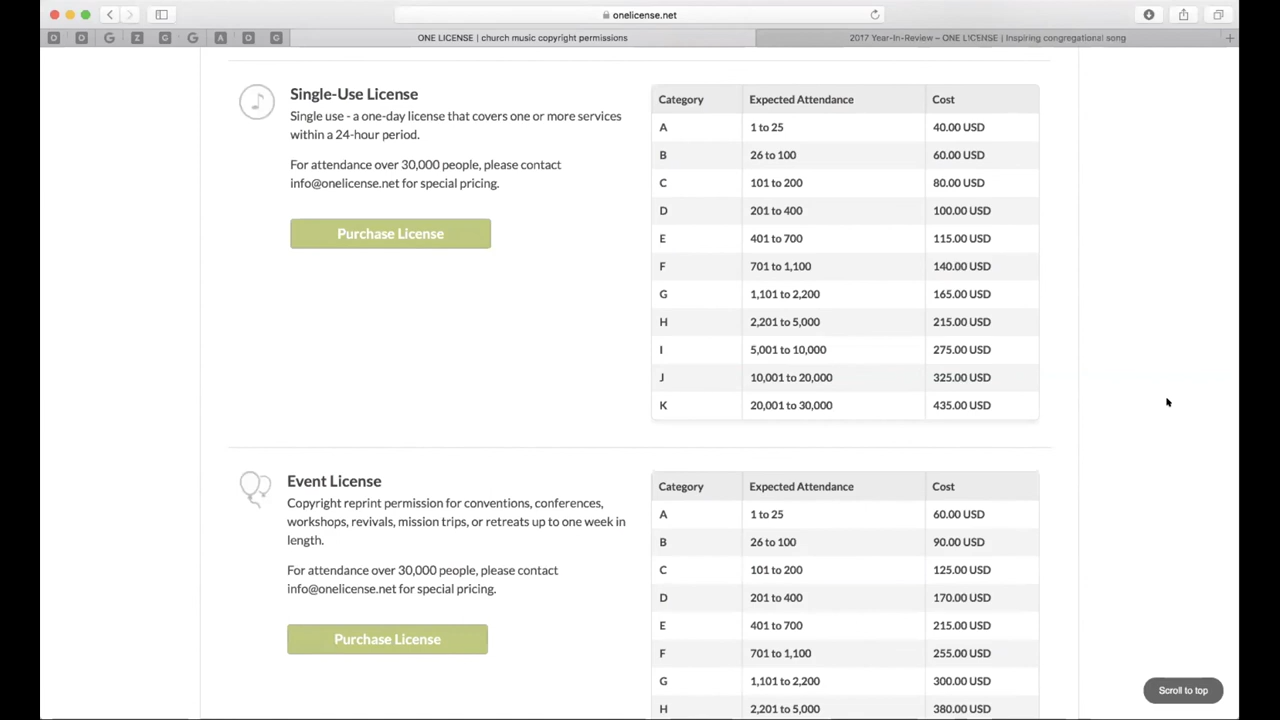 onelicense.net
O O G Z G G A O G
ONE LICENSE | church music copyright permissions
2017 Year-In-Review – ONE LICENSE | Inspiring congregational song
Single-Use License
Single use - a one-day license that covers one or more services
within a 24-hour period.
For attendance over 30,000 people, please contact
info@onelicense.net for special pricing.
Purchase License
Category Expected Attendance Cost
A 1 to 25 40.00 USD
B 26 to 100 60.00 USD
C 101 to 200 80.00 USD
D 201 to 400 100.00 USD
E 401 to 700 115.00 USD
F 701 to 1,100 140.00 USD
G 1,101 to 2,200 165.00 USD
H 2,201 to 5,000 215.00 USD
I 5,001 to 10,000 275.00 USD
J 10,001 to 20,000 325.00 USD
K 20,001 to 30,000 435.00 USD
Event License
Copyright reprint permission for conventions, conferences,
workshops, revivals, mission trips, or retreats up to one week in
length.
For attendance over 30,000 people, please contact
info@onelicense.net for special pricing.
Purchase License
Category Expected Attendance Cost
A 1 to 25 60.00 USD
B 26 to 100 90.00 USD
C 101 to 200 125.00 USD
D 201 to 400 170.00 USD
E 401 to 700 215.00 USD
F 701 to 1,100 255.00 USD
G 1,101 to 2,200 300.00 USD
H 2,201 to 5,000 380.00 USD
Scroll to top